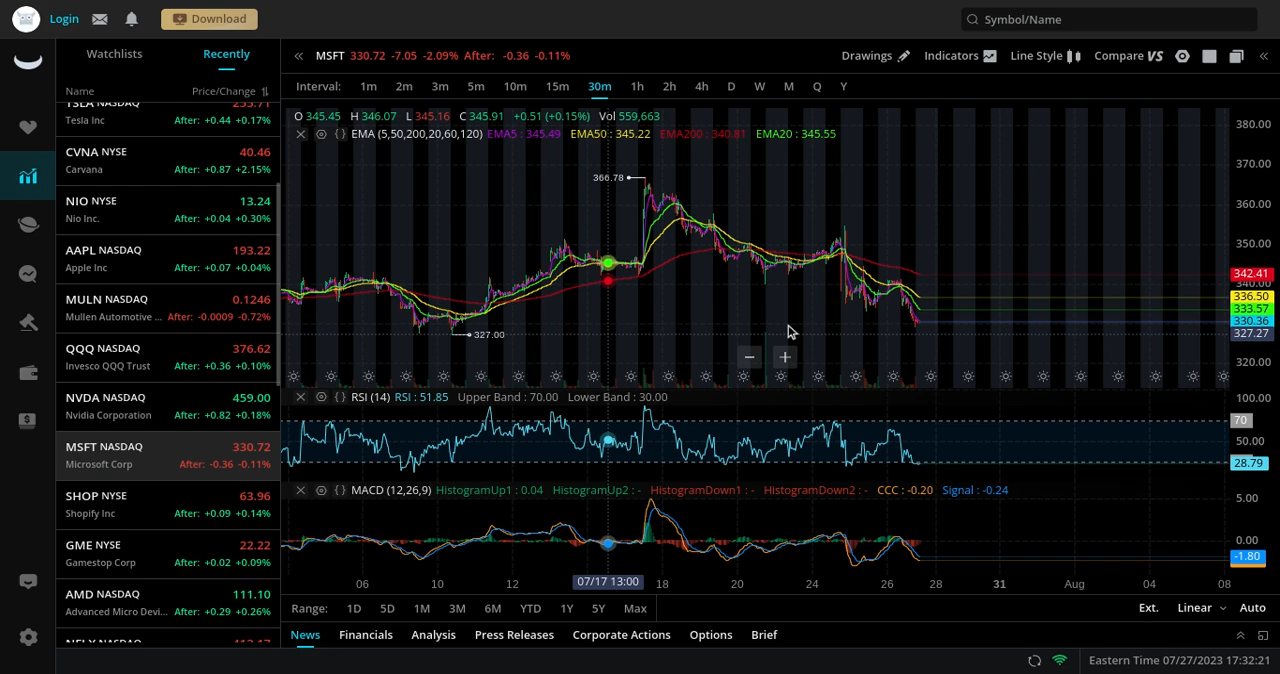 Login
Download
Symbol/Name
Watchlists
Recently
MSFT 330.72 -7.05 -2.09% After: -0.36 -0.11%
Drawings
Indicators
Line Style
Compare VS
Name
Price/Change
Interval: 1m 2m 3m 5m 10m 15m 30m 1h 2h 4h D W M Q Y
TSLA NASDAQ 255.71
Tesla Inc After: +0.44 +0.17%
CVNA NYSE 40.46
Carvana After: +0.87 +2.15%
NIO NYSE 13.24
Nio Inc. After: +0.04 +0.30%
AAPL NASDAQ 193.22
Apple Inc After: +0.07 +0.04%
MULN NASDAQ 0.1246
Mullen Automotive ... After: -0.0009 -0.72%
QQQ NASDAQ 376.62
Invesco QQQ Trust After: +0.36 +0.10%
NVDA NASDAQ 459.00
Nvidia Corporation After: +0.82 +0.18%
MSFT NASDAQ 330.72
Microsoft Corp After: -0.36 -0.11%
SHOP NYSE 63.96
Shopify Inc After: +0.09 +0.14%
GME NYSE 22.22
Gamestop Corp After: +0.02 +0.09%
AMD NASDAQ 111.10
Advanced Micro Devi... After: +0.29 +0.26%
O 345.45 H 346.07 L 345.16 C 345.91 +0.51 (+0.15%) Vol 559,663
EMA (5,50,200,20,60,120) EMA5 : 345.49 EMA50 : 345.22 EMA200 : 340.81 EMA20 : 345.55
366.78
327.00
380.00
370.00
360.00
350.00
342.41
340.00
336.50
333.57
330.36
327.27
320.00
RSI (14) RSI : 51.85 Upper Band : 70.00 Lower Band : 30.00
100.00
70
50.00
28.79
MACD (12,26,9) HistogramUp1 : 0.04 HistogramUp2 : - HistogramDown1 : - HistogramDown2 : - CCC : -0.20 Signal : -0.24
5.00
0.00
-1.80
06 10 12 07/17 13:00 18 20 24 26 28 31 Aug 04 08
Range: 1D 5D 1M 3M 6M YTD 1Y 5Y Max
Ext. Linear Auto
News Financials Analysis Press Releases Corporate Actions Options Brief
Eastern Time 07/27/2023 17:32:21